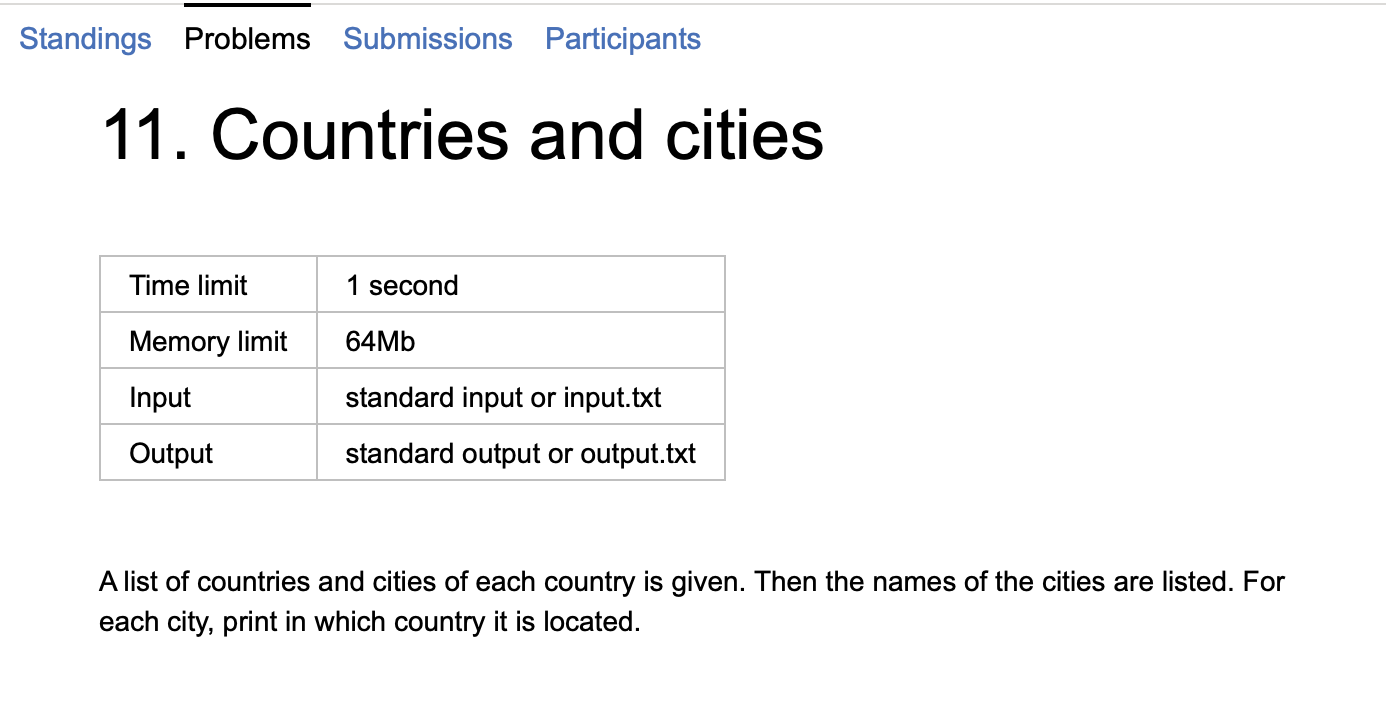 Standings Problems Submissions Participants
11. Countries and cities
Time limit 1 second
Memory limit 64Mb
Input standard input or input.txt
Output standard output or output.txt
A list of countries and cities of each country is given. Then the names of the cities are listed. For
each city, print in which country it is located.